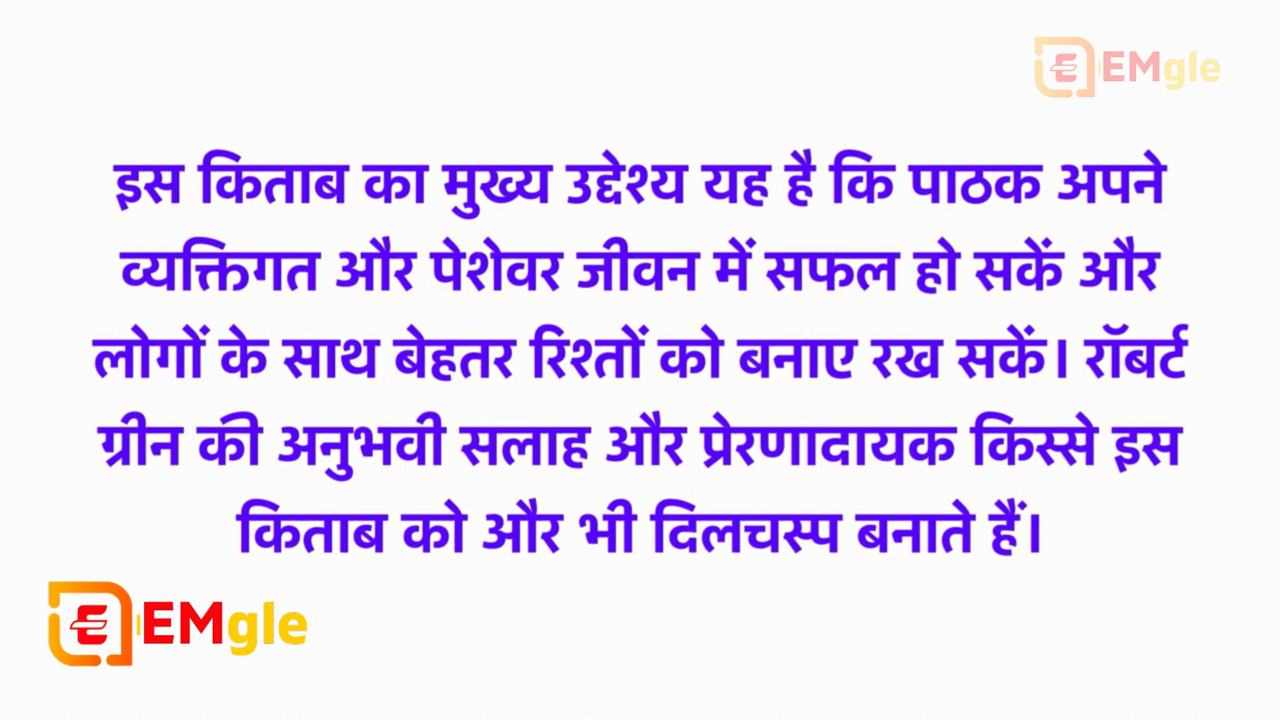 EMgle
इस किताब का मुख्य उद्देश्य यह है कि पाठक अपने
व्यक्तिगत और पेशेवर जीवन में सफल हो सकें और
लोगों के साथ बेहतर रिश्तों को बनाए रख सकें। रॉबर्ट
ग्रीन की अनुभवी सलाह और प्रेरणादायक किस्से इस
किताब को और भी दिलचस्प बनाते हैं।
EMgle